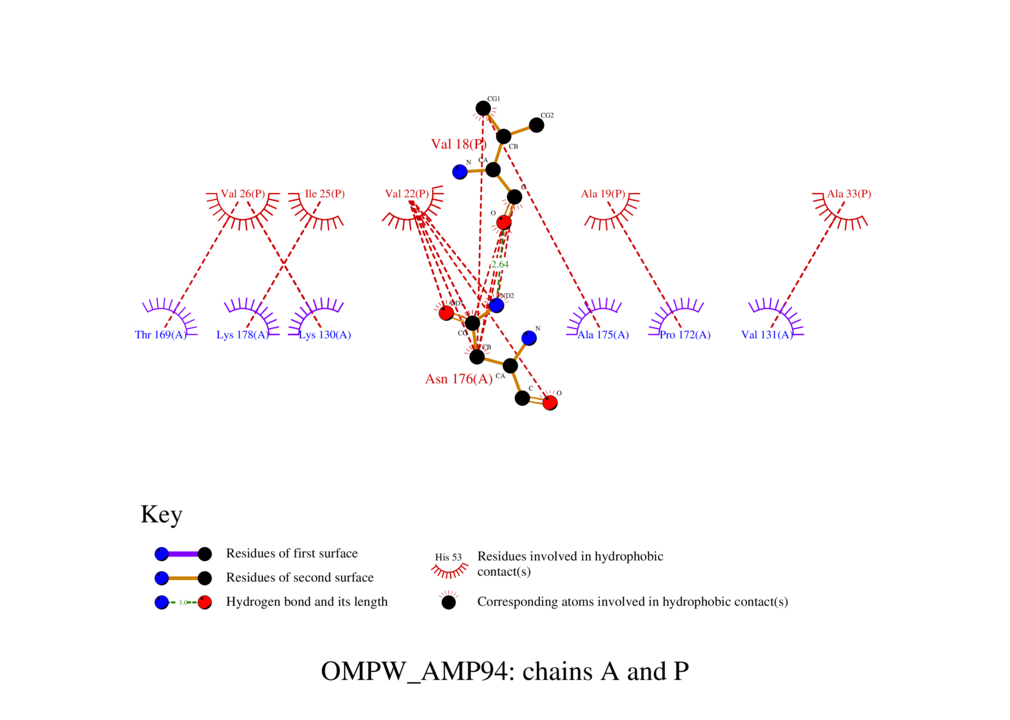 CG1
CG2
CB
Val 18(P)
N
CA
Val 26(P)
Ile 25(P)
Val 22(P)
Ala 19(P)
Ala 33(P)
O
2.64
ND2
N
CB
Thr 169(A)
Lys 178(A)
Lys 130(A)
Ala 175(A)
Pro 172(A)
Val 131(A)
Asn 176(A)
CA
C
O
Key
Residues of first surface
Residues of second surface
Hydrogen bond and its length
3.0
His 53
Residues involved in hydrophobic
contact(s)
Corresponding atoms involved in hydrophobic contact(s)
OMPW_AMP94: chains A and P